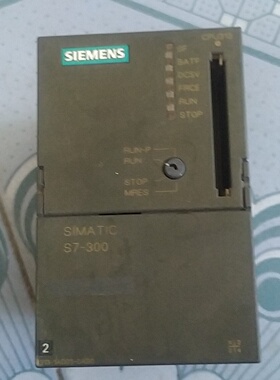 SIEMENS
SF
BATF
DC5V
FRCE
RUN
STOP
RUN-P
RUN
STOP
MRES
SIMATIC
S7-300
2